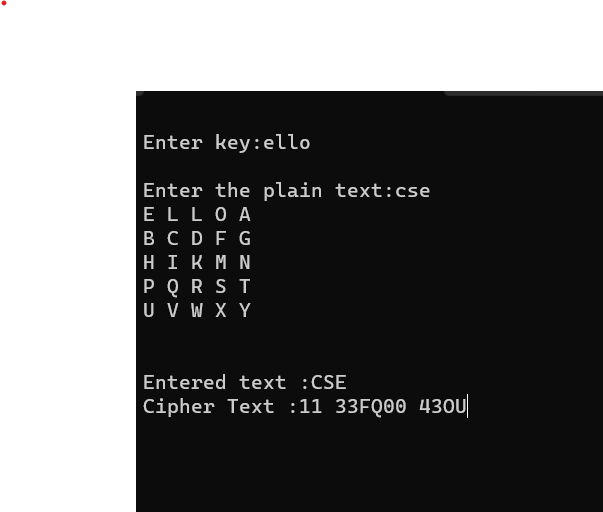 Enter key:ello
Enter the plain text:cse
E L L O A
B C D F G
H I K M N
P Q R S T
U V W X Y
Entered text :CSE
Cipher Text :11 33FQ00 43OU